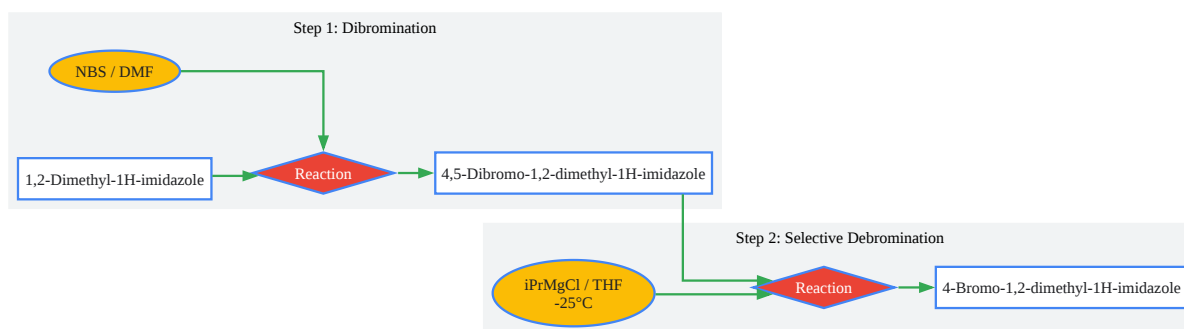 Step 1: Dibromination
NBS / DMF
1,2-Dimethyl-1H-imidazole
Reaction
4,5-Dibromo-1,2-dimethyl-1H-imidazole
Step 2: Selective Debromination
iPrMgCl / THF
-25°C
Reaction
4-Bromo-1,2-dimethyl-1H-imidazole